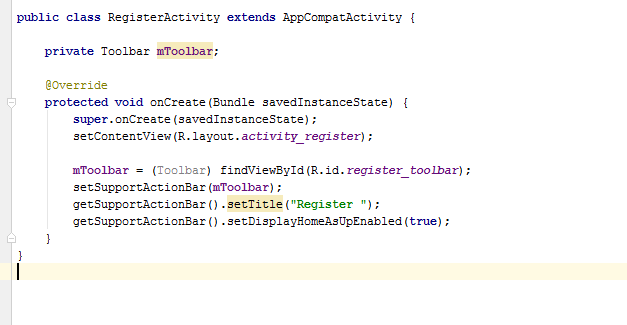 public class RegisterActivity extends AppCompatActivity {
private Toolbar mToolbar;
@Override
protected void onCreate(Bundle savedInstanceState) {
super.onCreate(savedInstanceState);
setContentView(R.layout.activity_register);
mToolbar = (Toolbar) findViewById(R.id.register_toolbar);
setSupportActionBar(mToolbar);
getSupportActionBar().setTitle("Register ");
getSupportActionBar().setDisplayHomeAsUpEnabled(true);
}
}